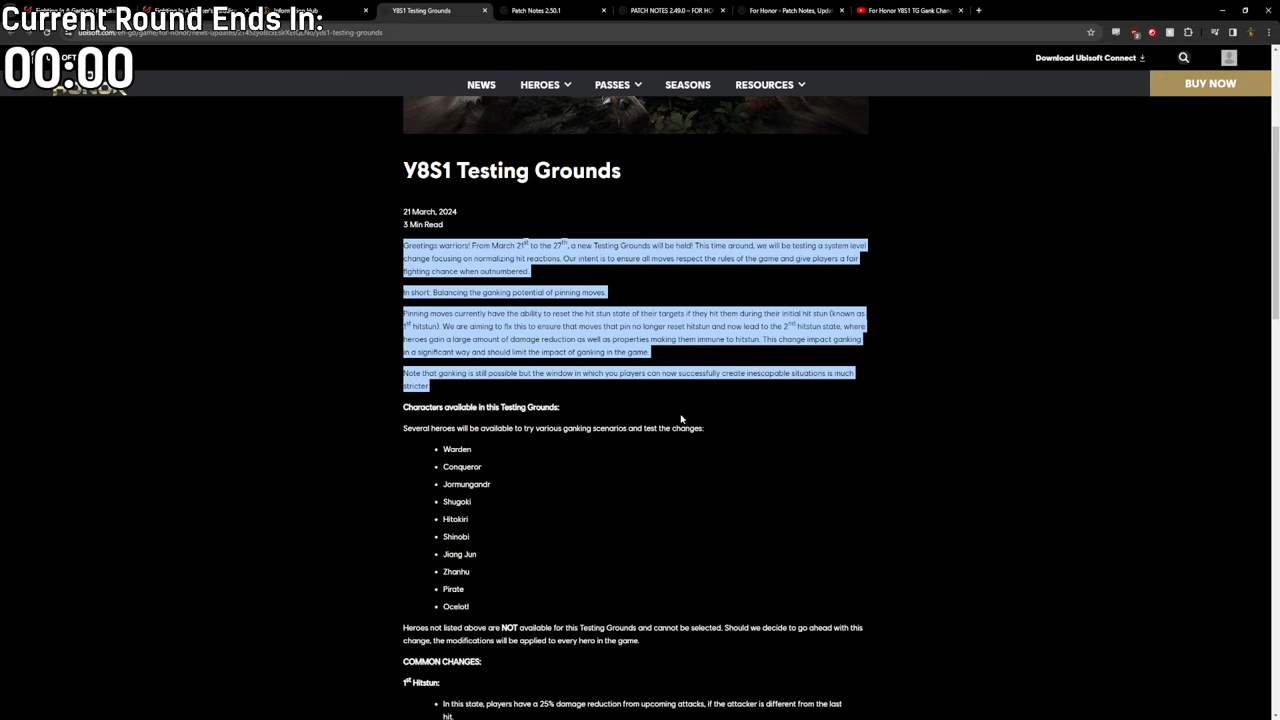 Current Round Ends In:
00:00
Y8S1 Testing Grounds
Patch Notes 2.50.1
PATCH NOTES 2.49.0 – FOR HO
For Honor - Patch Notes, Upda
For Honor Y8S1 TG Gank Chan
Download Ubisoft Connect
NEWS
HEROES
PASSES
SEASONS
RESOURCES
BUY NOW
Y8S1 Testing Grounds
21 March, 2024
3 Min Read
Greetings warriors! From March 21st to the 27th, a new Testing Grounds will be held! This time around, we will be testing a system level
change focusing on normalizing hit reactions. Our intent is to ensure all moves respect the rules of the game and give players a fair
fighting chance when outnumbered.
In short: Balancing the ganking potential of pinning moves.
Pinning moves currently have the ability to reset the hit stun state of their targets if they hit them during their initial hit stun (known as
1st hitstun). We are aiming to fix this to ensure that moves that pin no longer reset hitstun and now lead to the 2nd hitstun state, where
heroes gain a large amount of damage reduction as well as properties making them immune to hitstun. This change impact ganking
in a significant way and should limit the impact of ganking in the game.
Note that ganking is still possible but the window in which you players can now successfully create inescapable situations is much
stricter.
Characters available in this Testing Grounds:
Several heroes will be available to try various ganking scenarios and test the changes:
• Warden
• Conqueror
• Jormungandr
• Shugoki
• Hitokiri
• Shinobi
• Jiang Jun
• Zhanhu
• Pirate
• Ocelotl
Heroes not listed above are NOT available for this Testing Grounds and cannot be selected. Should we decide to go ahead with this
change, the modifications will be applied to every hero in the game.
COMMON CHANGES:
1st Hitstun:
• In this state, players have a 25% damage reduction from upcoming attacks, if the attacker is different from the last
hit.